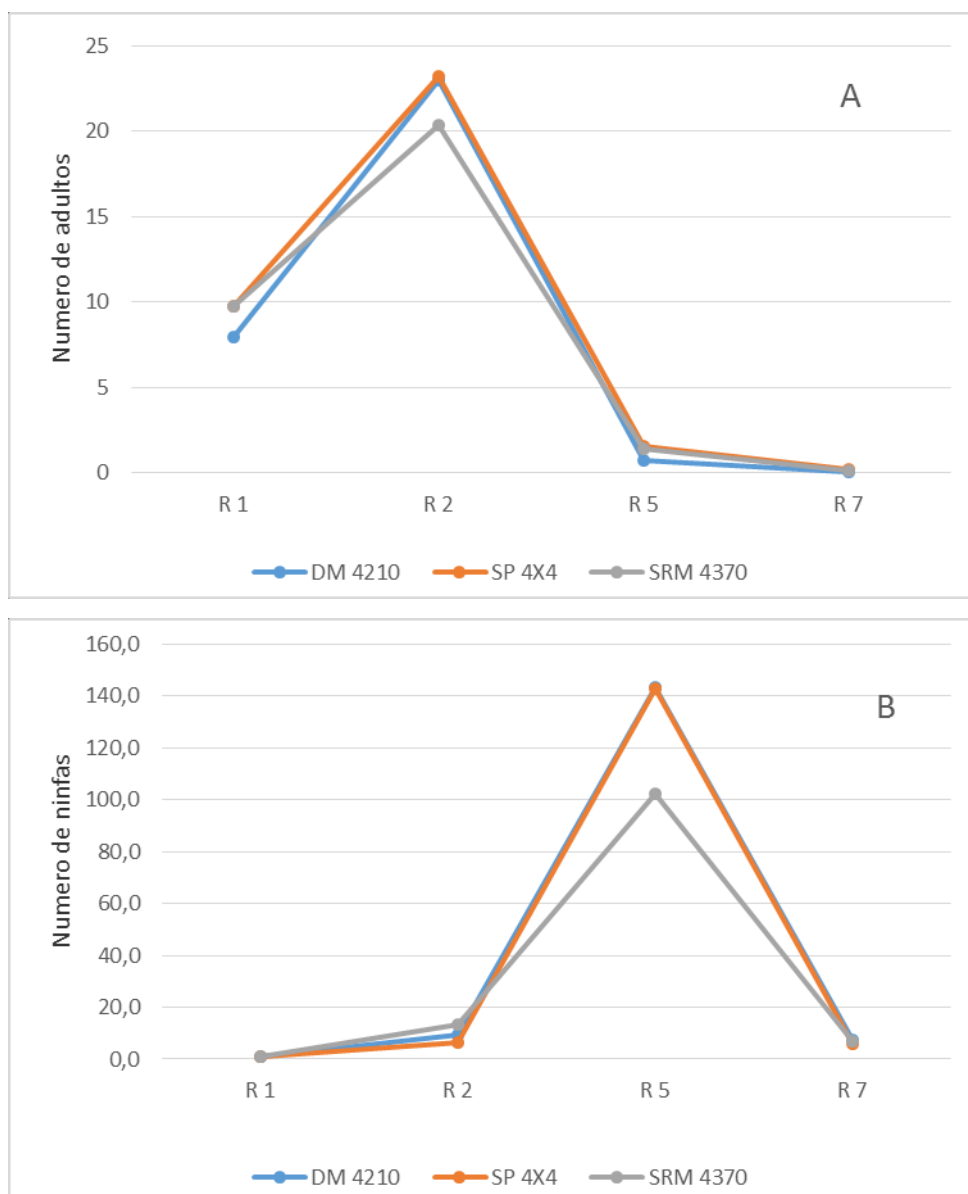 A
Numero de adultos
25
20
15
10
5
0
R 1 R 2 R 5 R 7
DM 4210 SP 4X4 SRM 4370
B
Numero de ninfas
160,0
140,0
120,0
100,0
80,0
60,0
40,0
20,0
0,0
R 1 R 2 R 5 R 7
DM 4210 SP 4X4 SRM 4370